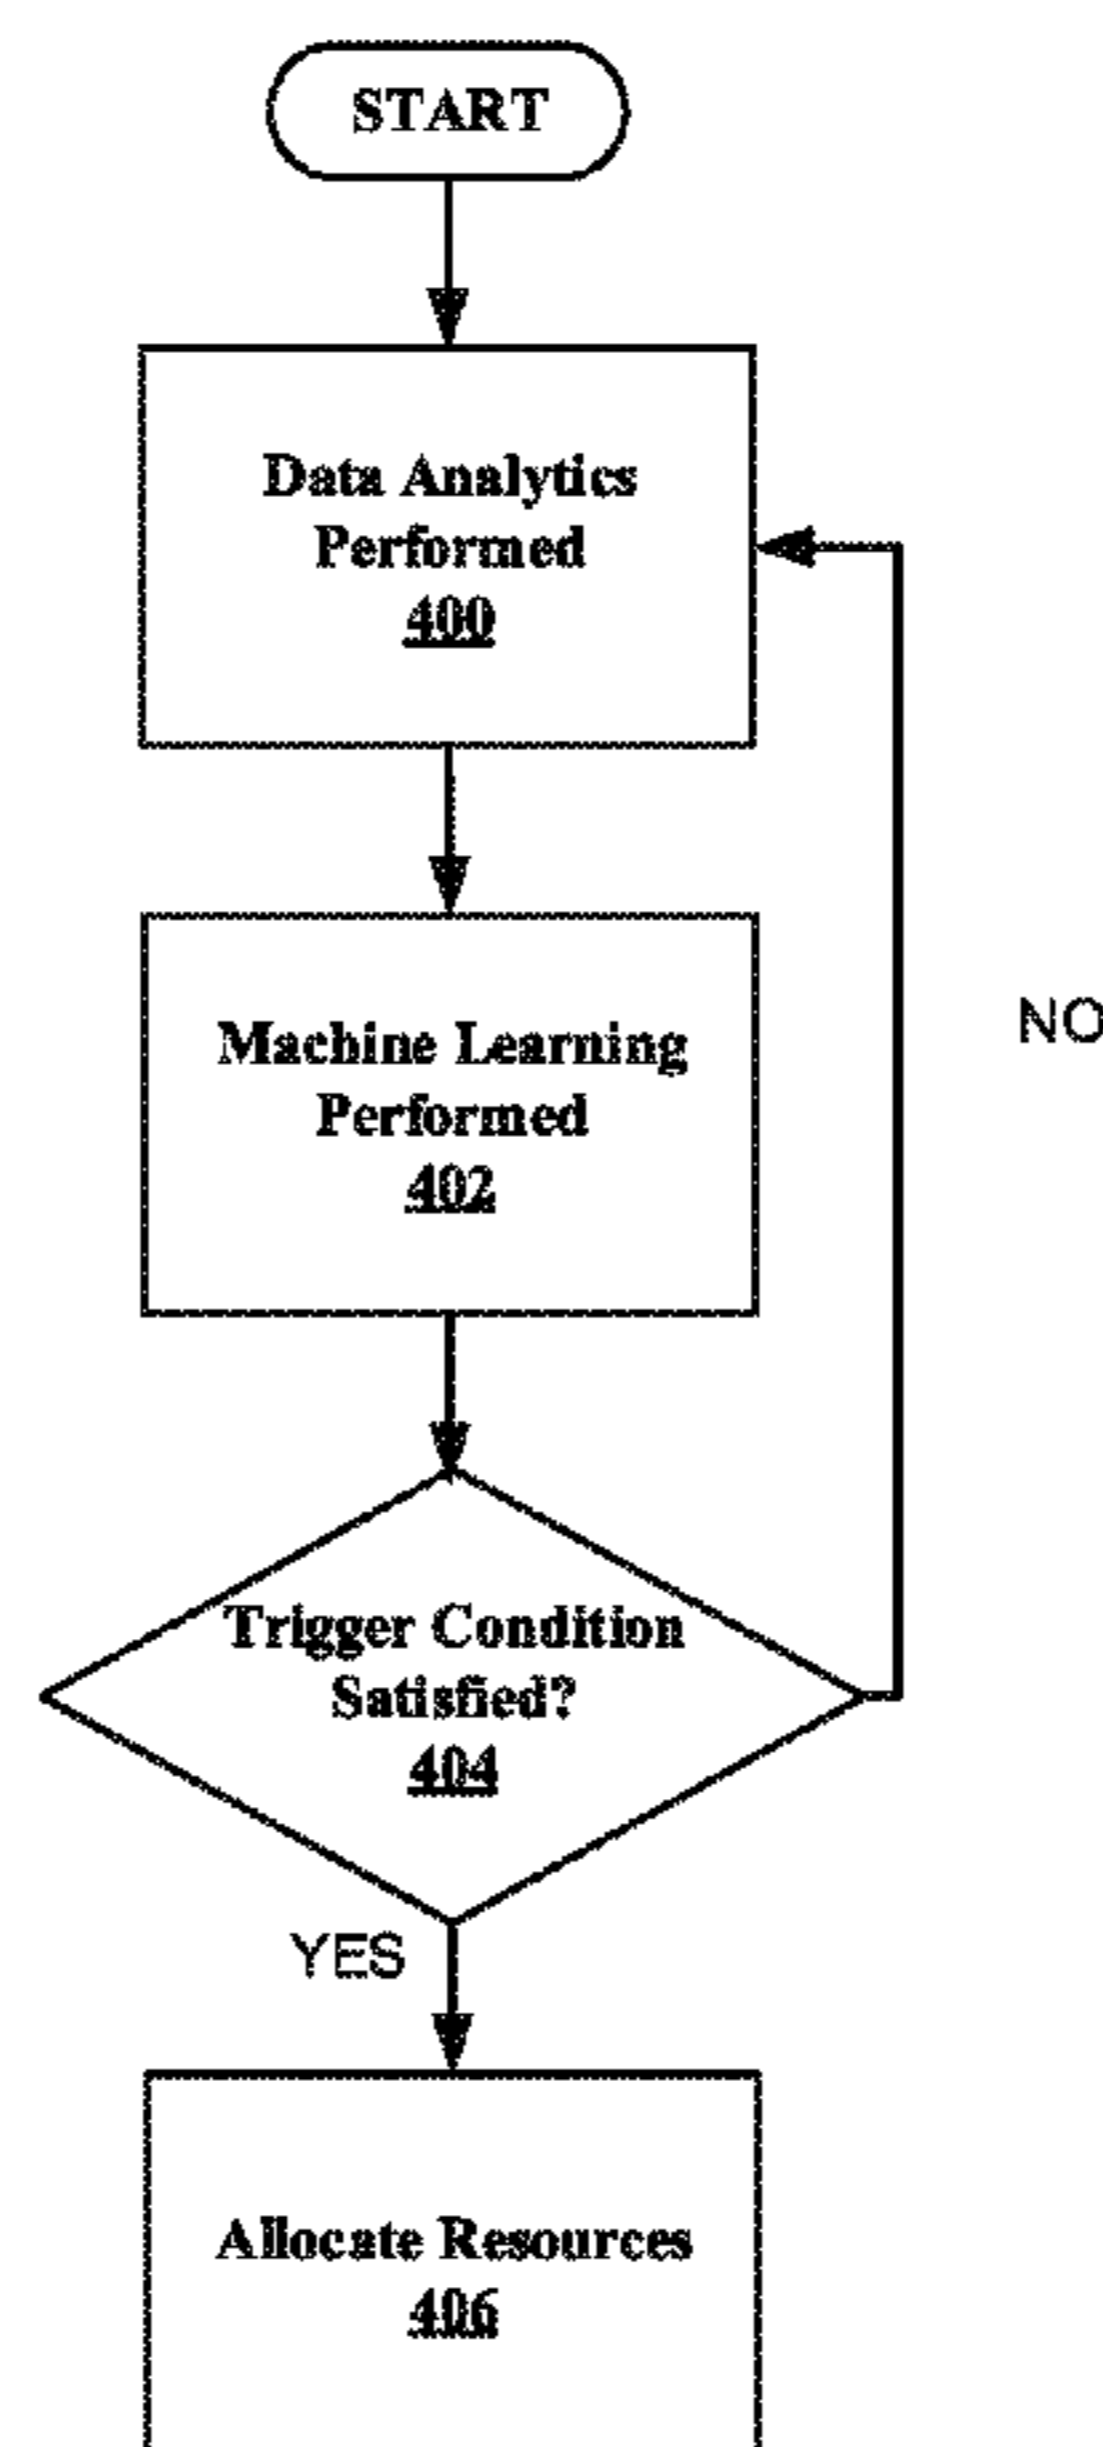 START
Data Analytics
Performed
400
NO
Machine Learning
Performed
402
Trigger Condition
Satisfied?
404
YES
Allocate Resources
406